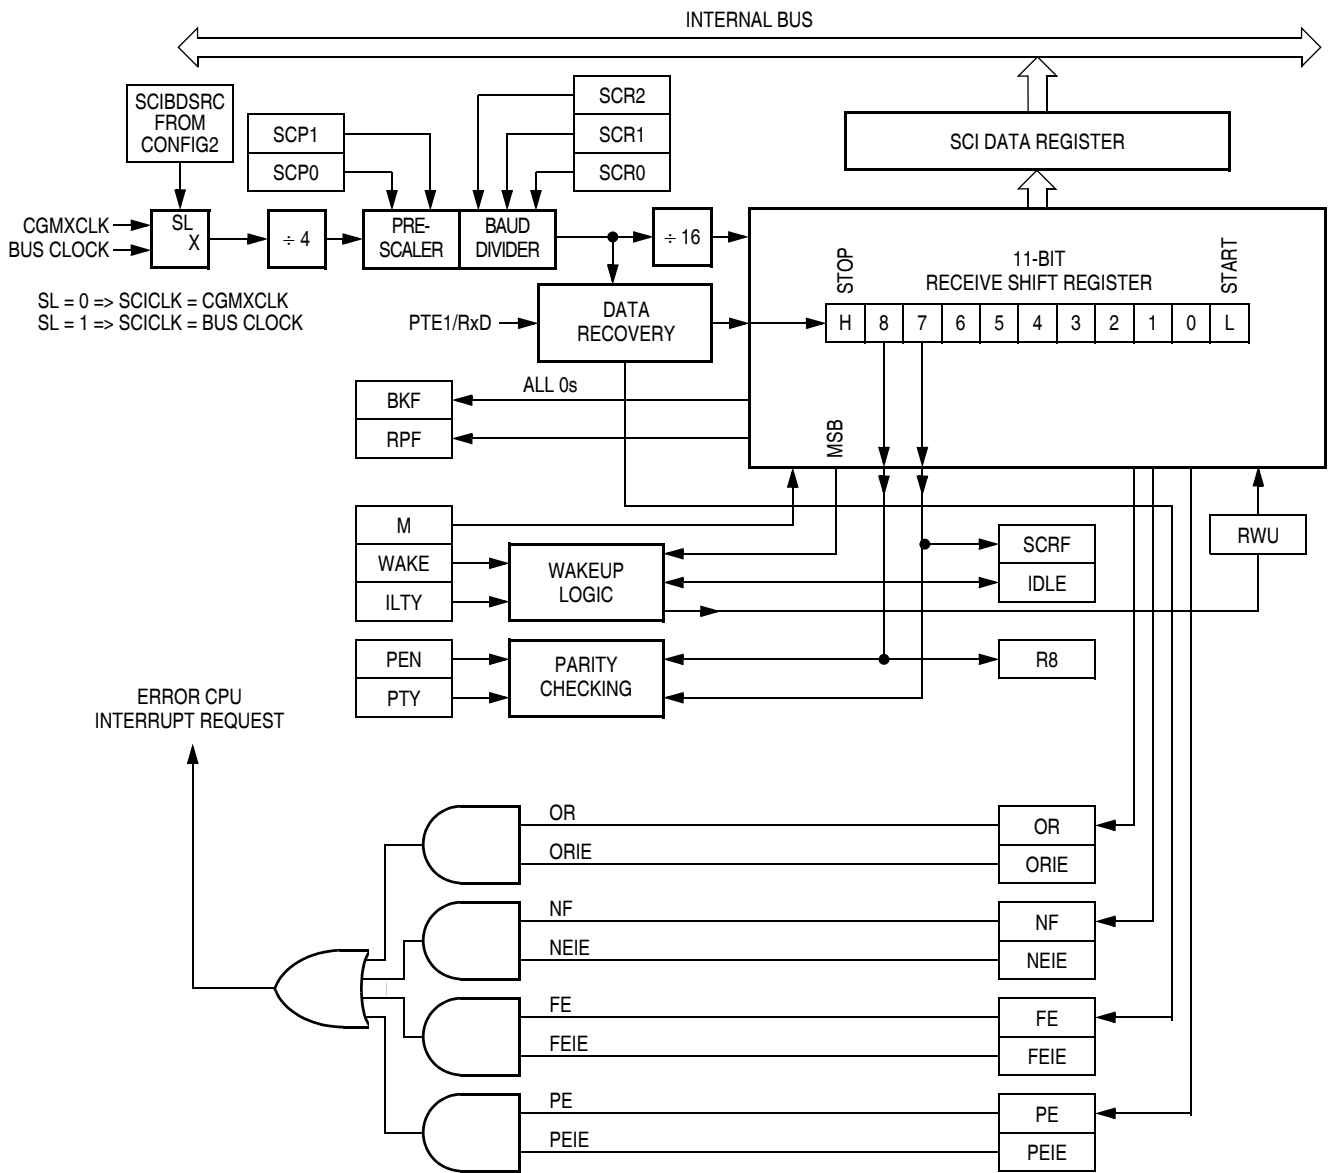 INTERNAL BUS
SCIBDSRC
FROM
CONFIG2
SCP1
SCP0
SCR2
SCR1
SCR0
SCI DATA REGISTER
CGMXCLK
BUS CLOCK
SL
X
÷ 4
PRE-
SCALER
BAUD
DIVIDER
÷ 16
SL = 0 => SCICLK = CGMXCLK
SL = 1 => SCICLK = BUS CLOCK
PTE1/RxD
DATA
RECOVERY
STOP
11-BIT
RECEIVE SHIFT REGISTER
START
H 8 7 6 5 4 3 2 1 0 L
ALL 0s
BKF
RPF
MSB
M
WAKE
ILTY
WAKEUP
LOGIC
SCRF
IDLE
RWU
PEN
PTY
PARITY
CHECKING
R8
ERROR CPU
INTERRUPT REQUEST
OR
ORIE
OR
ORIE
NF
NEIE
NF
NEIE
FE
FEIE
FE
FEIE
PE
PEIE
PE
PEIE